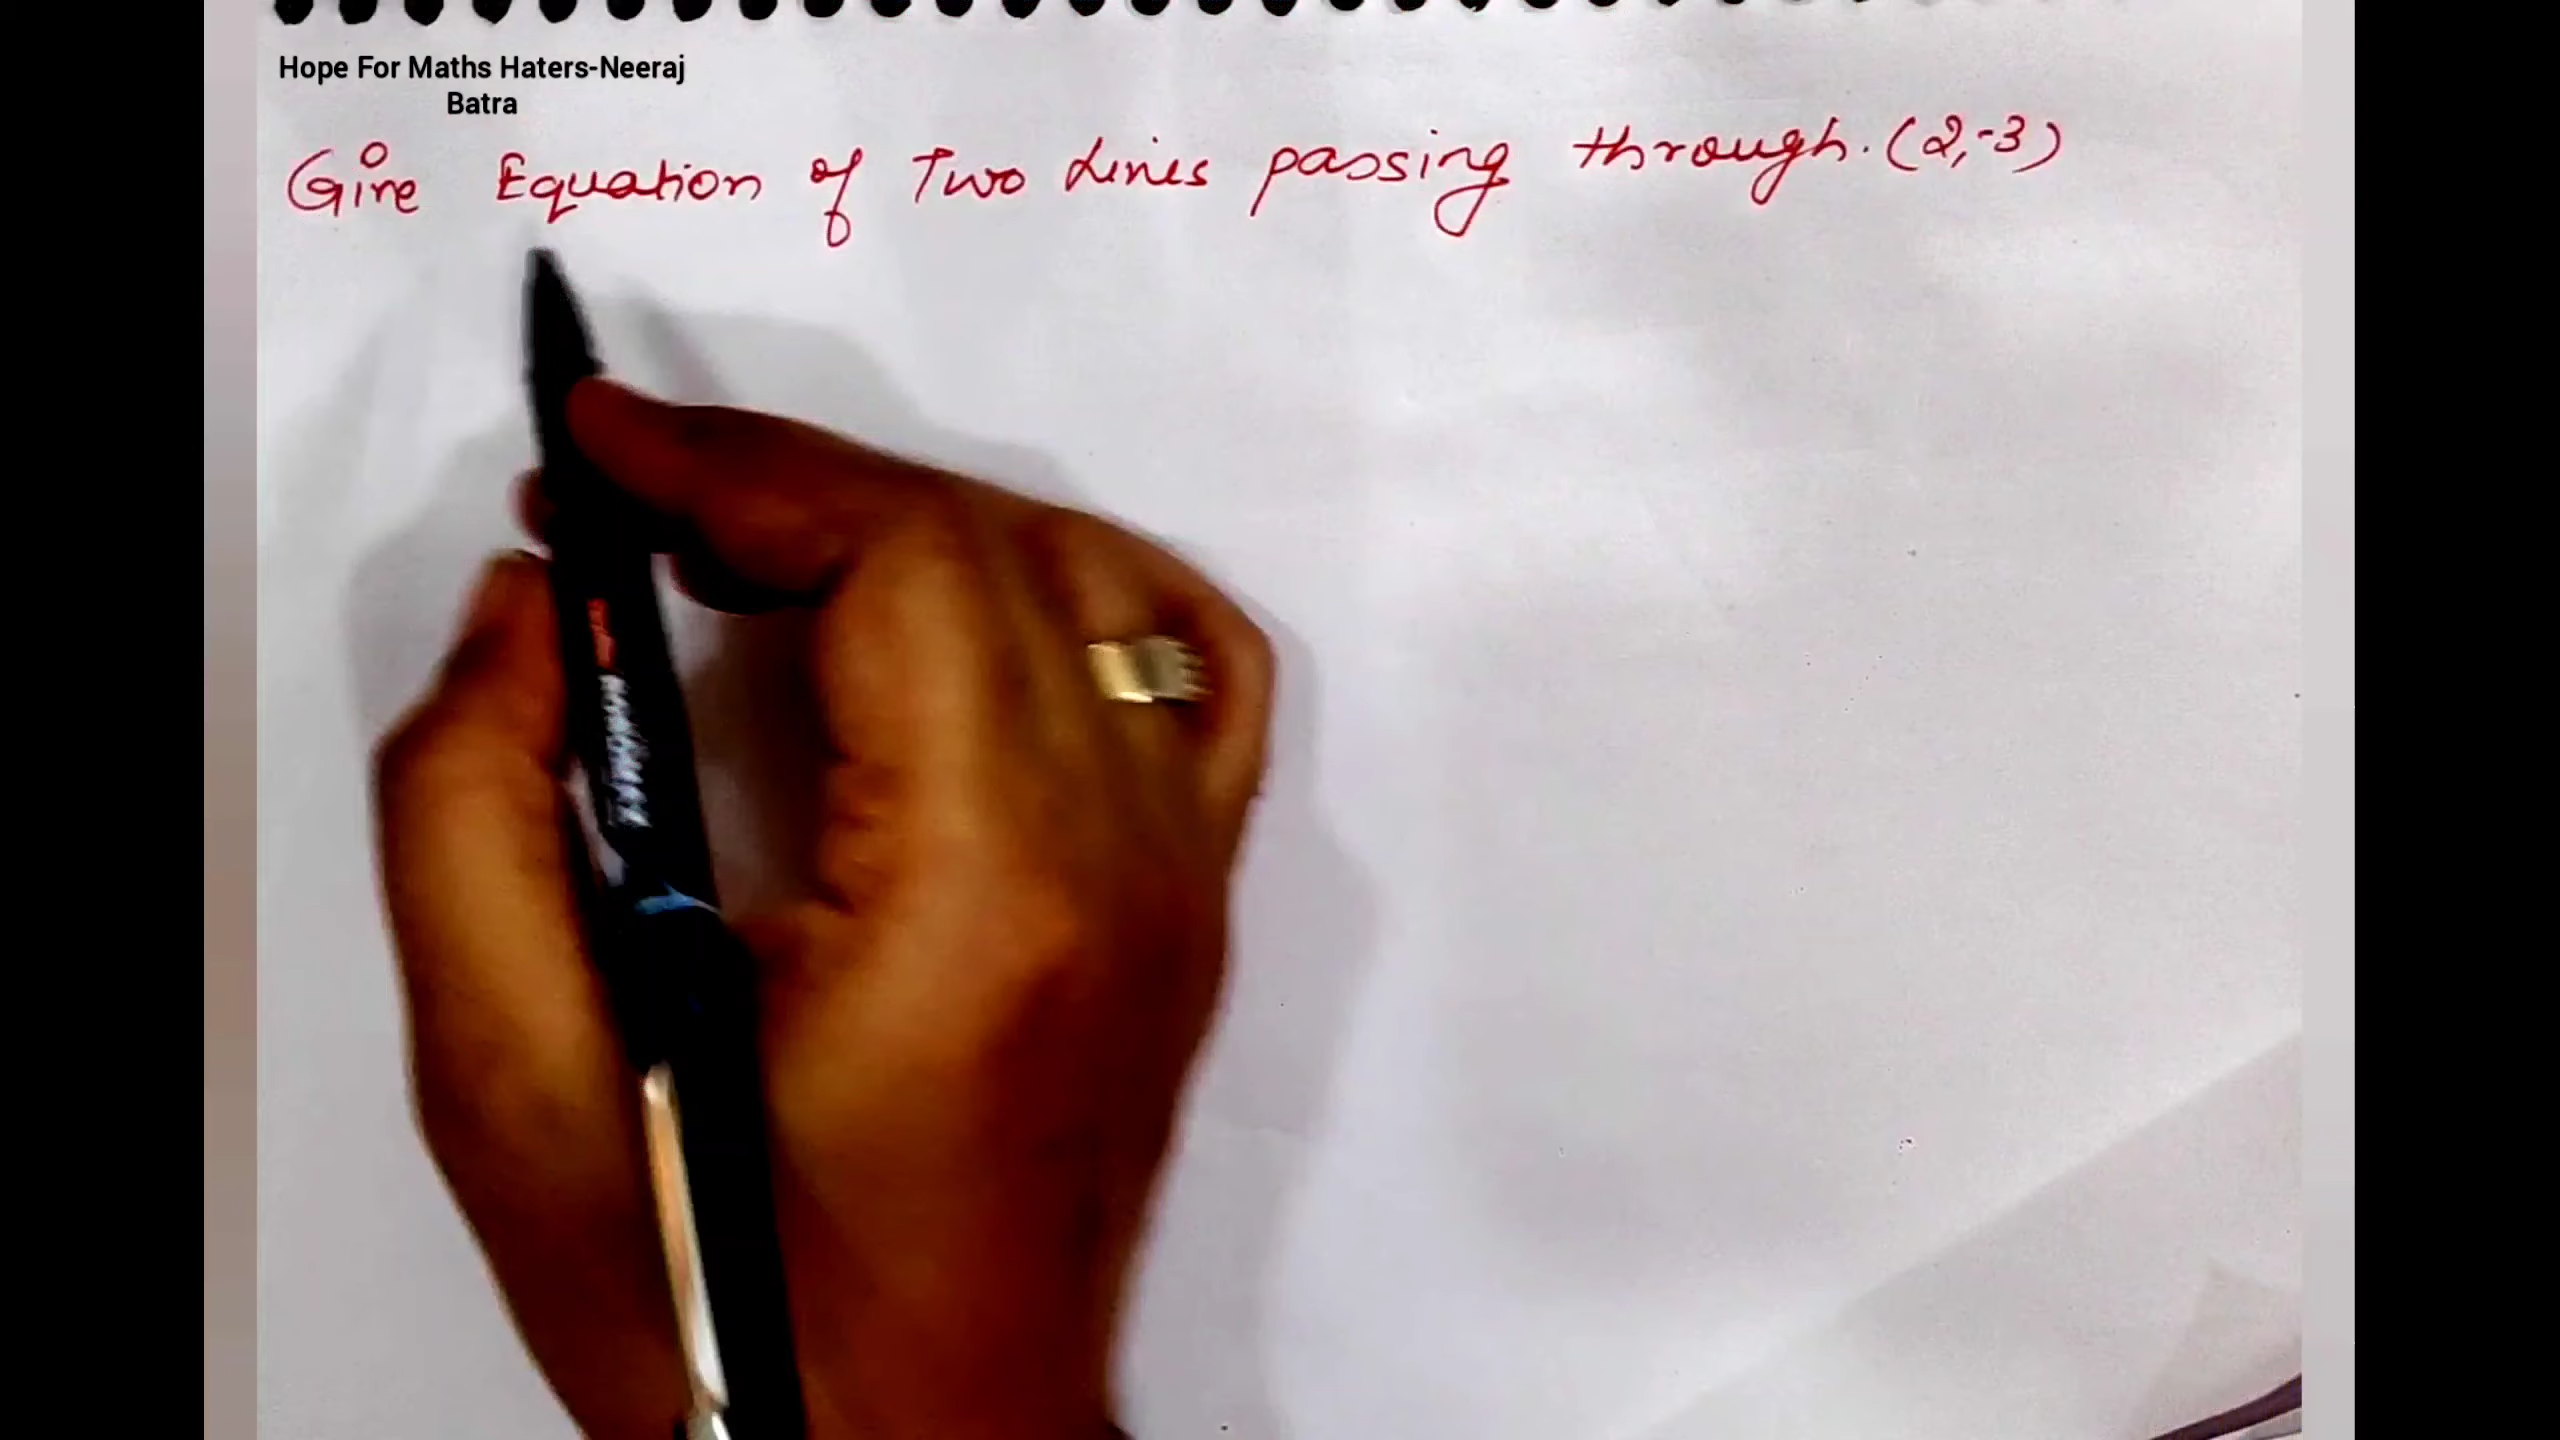 Hope For Maths Haters-Neeraj
Batra
Give Equation of Two Lines passing through. (2,-3)